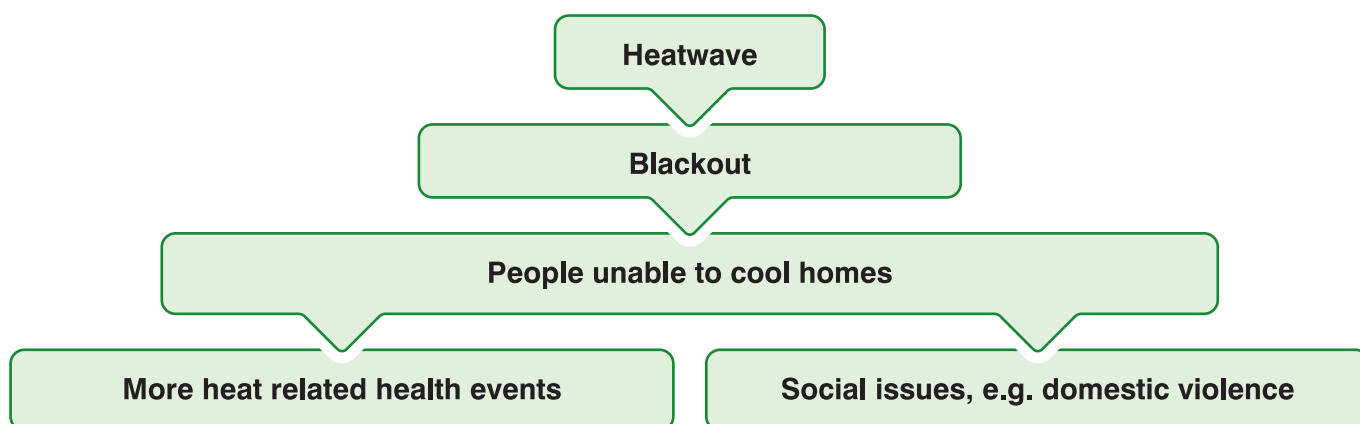 Heatwave
Blackout
People unable to cool homes
More heat related health events
Social issues, e.g. domestic violence